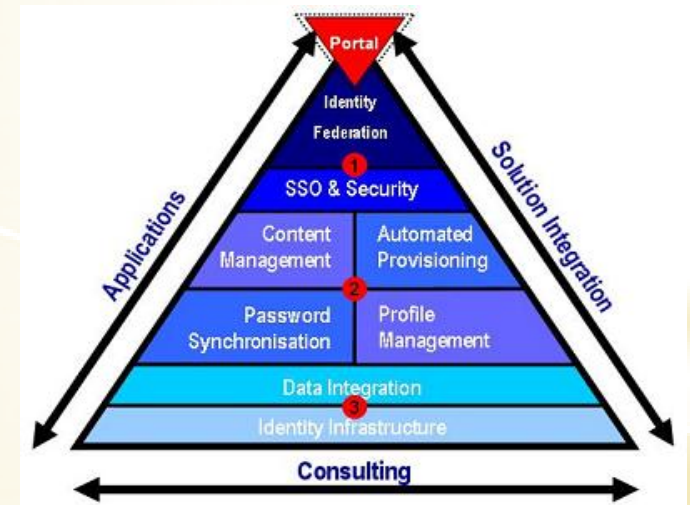 Portal
Identity
Federation
1
SSO & Security
Content
Management
Automated
Provisioning
2
Password
Synchronisation
Profile
Management
Data Integration
3
Identity Infrastructure
Applications
Solution Integration
Consulting